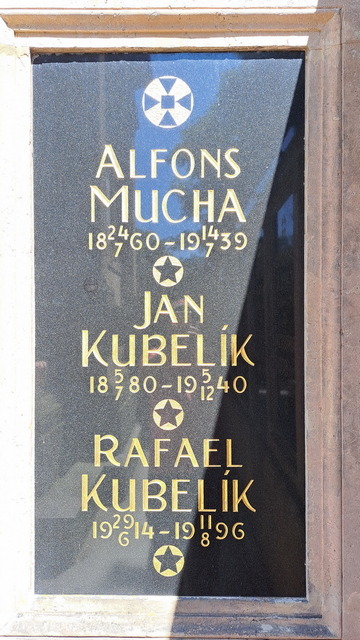 ALFONS
MUCHA
18 24/7 60 – 19 14/7 39
JAN
KUBELÍK
18 5/7 80 – 19 5/12 40
RAFAEL
KUBELÍK
19 29/6 14 – 19 11/8 96